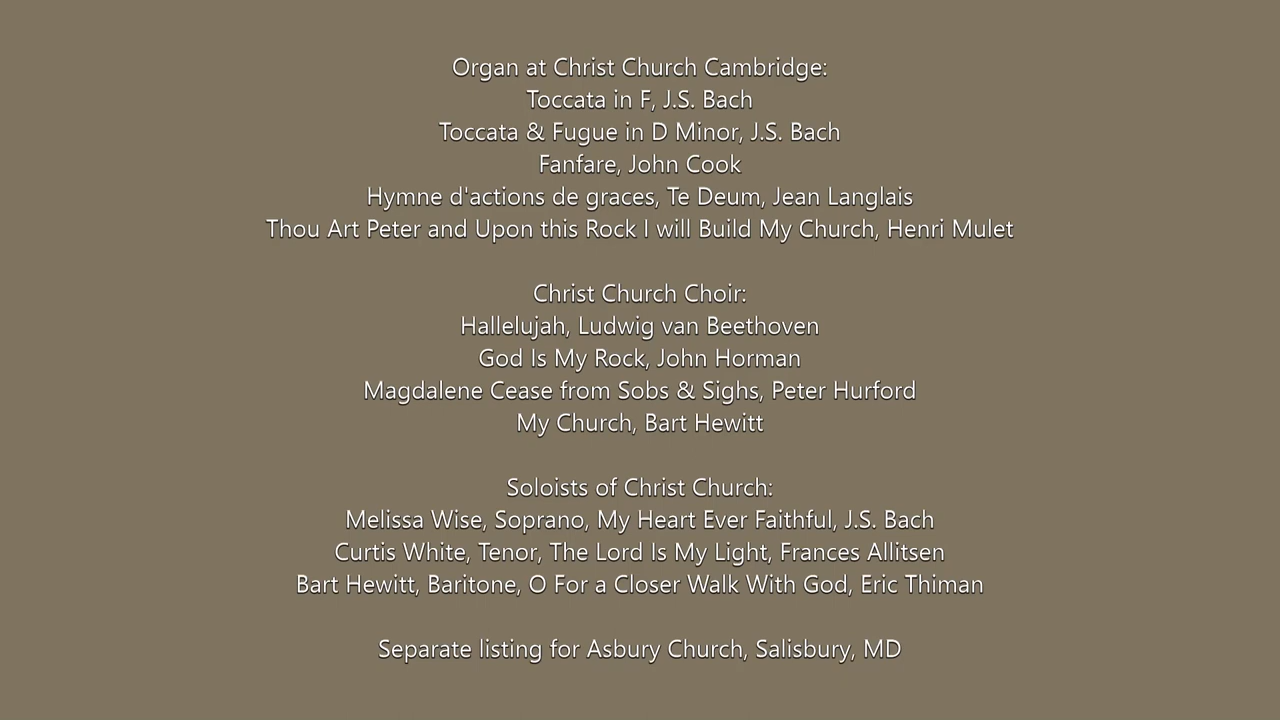 Organ at Christ Church Cambridge:
Toccata in F, J.S. Bach
Toccata & Fugue in D Minor, J.S. Bach
Fanfare, John Cook
Hymne d'actions de graces, Te Deum, Jean Langlais
Thou Art Peter and Upon this Rock I will Build My Church, Henri Mulet
Christ Church Choir:
Hallelujah, Ludwig van Beethoven
God Is My Rock, John Horman
Magdalene Cease from Sobs & Sighs, Peter Hurford
My Church, Bart Hewitt
Soloists of Christ Church:
Melissa Wise, Soprano, My Heart Ever Faithful, J.S. Bach
Curtis White, Tenor, The Lord Is My Light, Frances Allitsen
Bart Hewitt, Baritone, O For a Closer Walk With God, Eric Thiman
Separate listing for Asbury Church, Salisbury, MD